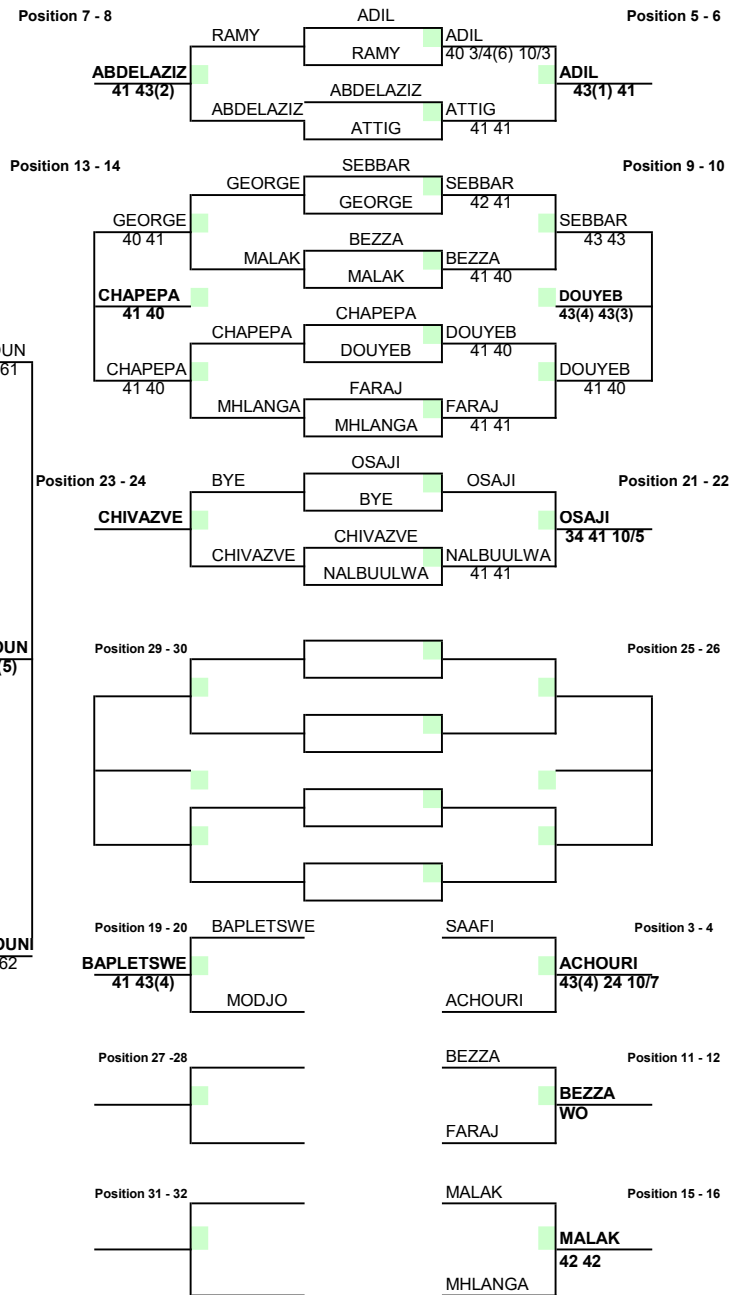 Position 7 - 8
ADIL
Position 5 - 6
RAMY
ADIL
RAMY
40 3/4(6) 10/3
ABDELAZIZ
ADIL
41 43(2)
ABDELAZIZ
43(1) 41
ABDELAZIZ
ATTIG
ATTIG
41 41
Position 13 - 14
SEBBAR
Position 9 - 10
GEORGE
SEBBAR
GEORGE
42 41
GEORGE
SEBBAR
40 41
BEZZA
43 43
MALAK
BEZZA
MALAK
41 40
CHAPEPA
DOUYEB
41 40
43(4) 43(3)
CHAPEPA
CHAPEPA
DOUYEB
DOUYEB
41 40
OUN
61
CHAPEPA
DOUYEB
41 40
FARAJ
41 40
MHLANGA
FARAJ
MHLANGA
41 41
OSAJI
Position 23 - 24
BYE
OSAJI
Position 21 - 22
BYE
CHIVAZVE
OSAJI
CHIVAZVE
34 41 10/5
CHIVAZVE
NALBUULWA
NALBUULWA
41 41
OUN
(5)
Position 29 - 30
Position 25 - 26
Position 19 - 20
BAPLETSWE
SAAFI
Position 3 - 4
OUNI
62
BAPLETSWE
ACHOURI
41 43(4)
43(4) 24 10/7
MODJO
ACHOURI
Position 27 -28
BEZZA
Position 11 - 12
BEZZA
WO
FARAJ
Position 31 - 32
MALAK
Position 15 - 16
MALAK
42 42
MHLANGA